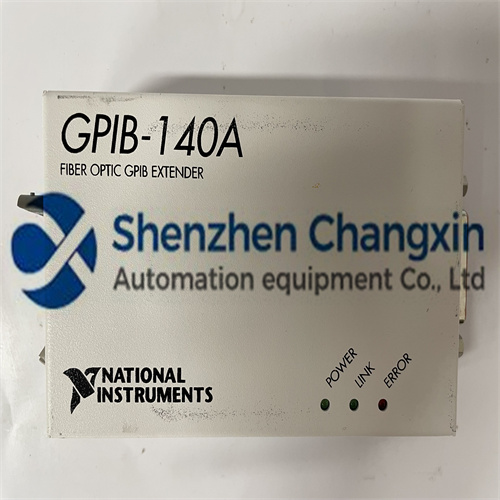 GPIB-140A
FIBER OPTIC GPIB EXTENDER
Shenzhen Changxin
Automation equipment Co., Ltd
NATIONAL
INSTRUMENTS
POWER
LINK
ERROR